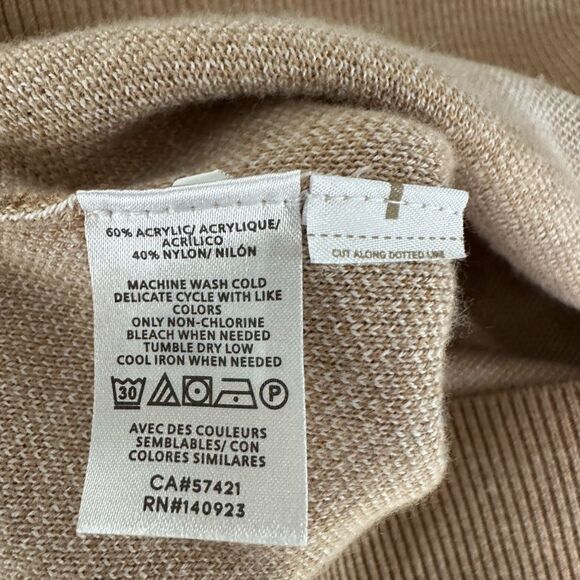 60% ACRYLIC/ ACRYLIQUE/
ACRÍLICO
40% NYLON/ NILÓN
MACHINE WASH COLD
DELICATE CYCLE WITH LIKE
COLORS
ONLY NON-CHLORINE
BLEACH WHEN NEEDED
TUMBLE DRY LOW
COOL IRON WHEN NEEDED
30 P
AVEC DES COULEURS
SEMBLABLES/ CON
COLORES SIMILARES
CA#57421
RN#140923
CUT ALONG DOTTED LINE